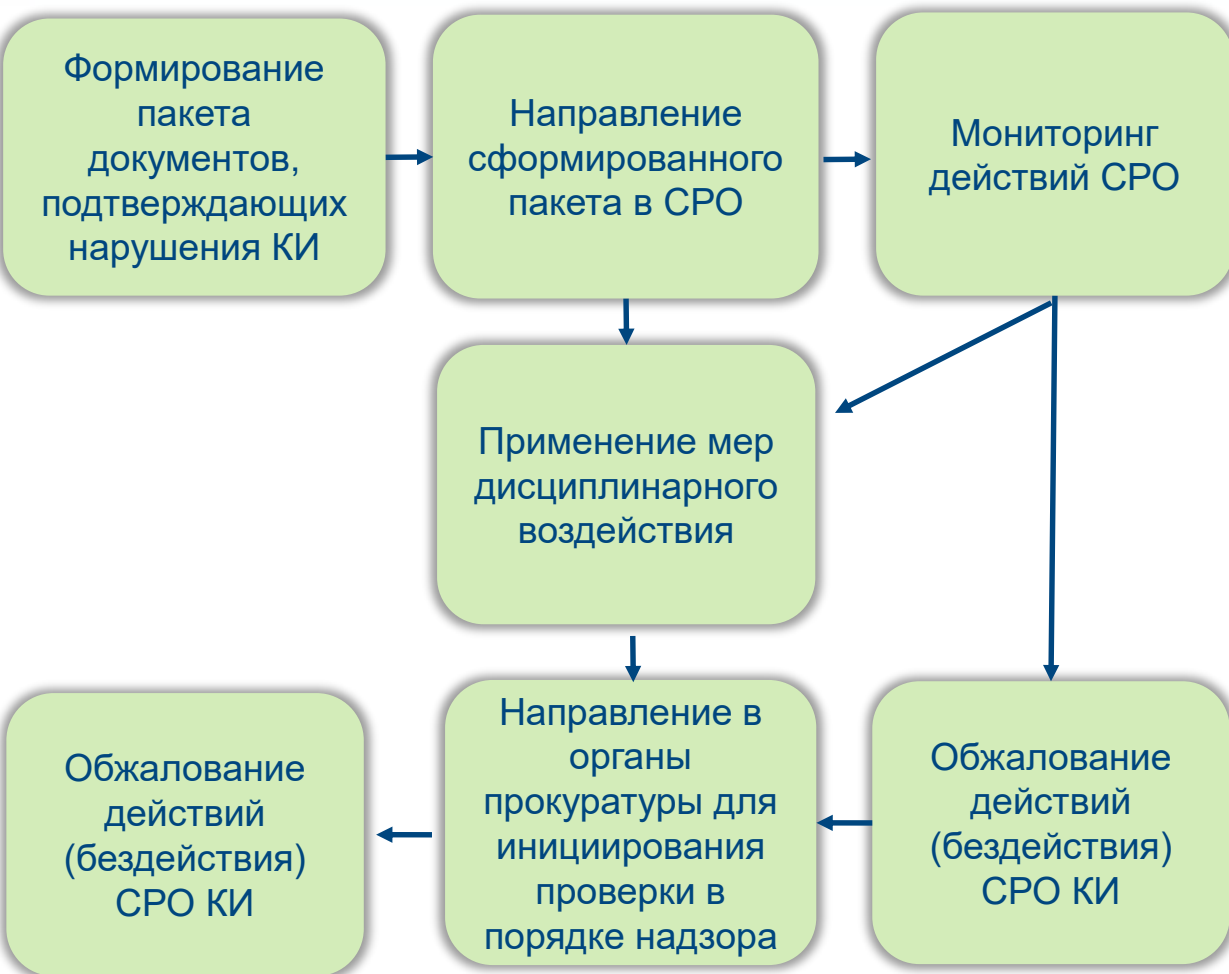 Формирование
пакета
документов,
подтверждающих
нарушения КИ
Направление
сформированного
пакета в СРО
Мониторинг
действий СРО
Применение мер
дисциплинарного
воздействия
Обжалование
действий
(бездействия)
СРО КИ
Направление в
органы
прокуратуры для
инициирования
проверки в
порядке надзора
Обжалование
действий
(бездействия)
СРО КИ